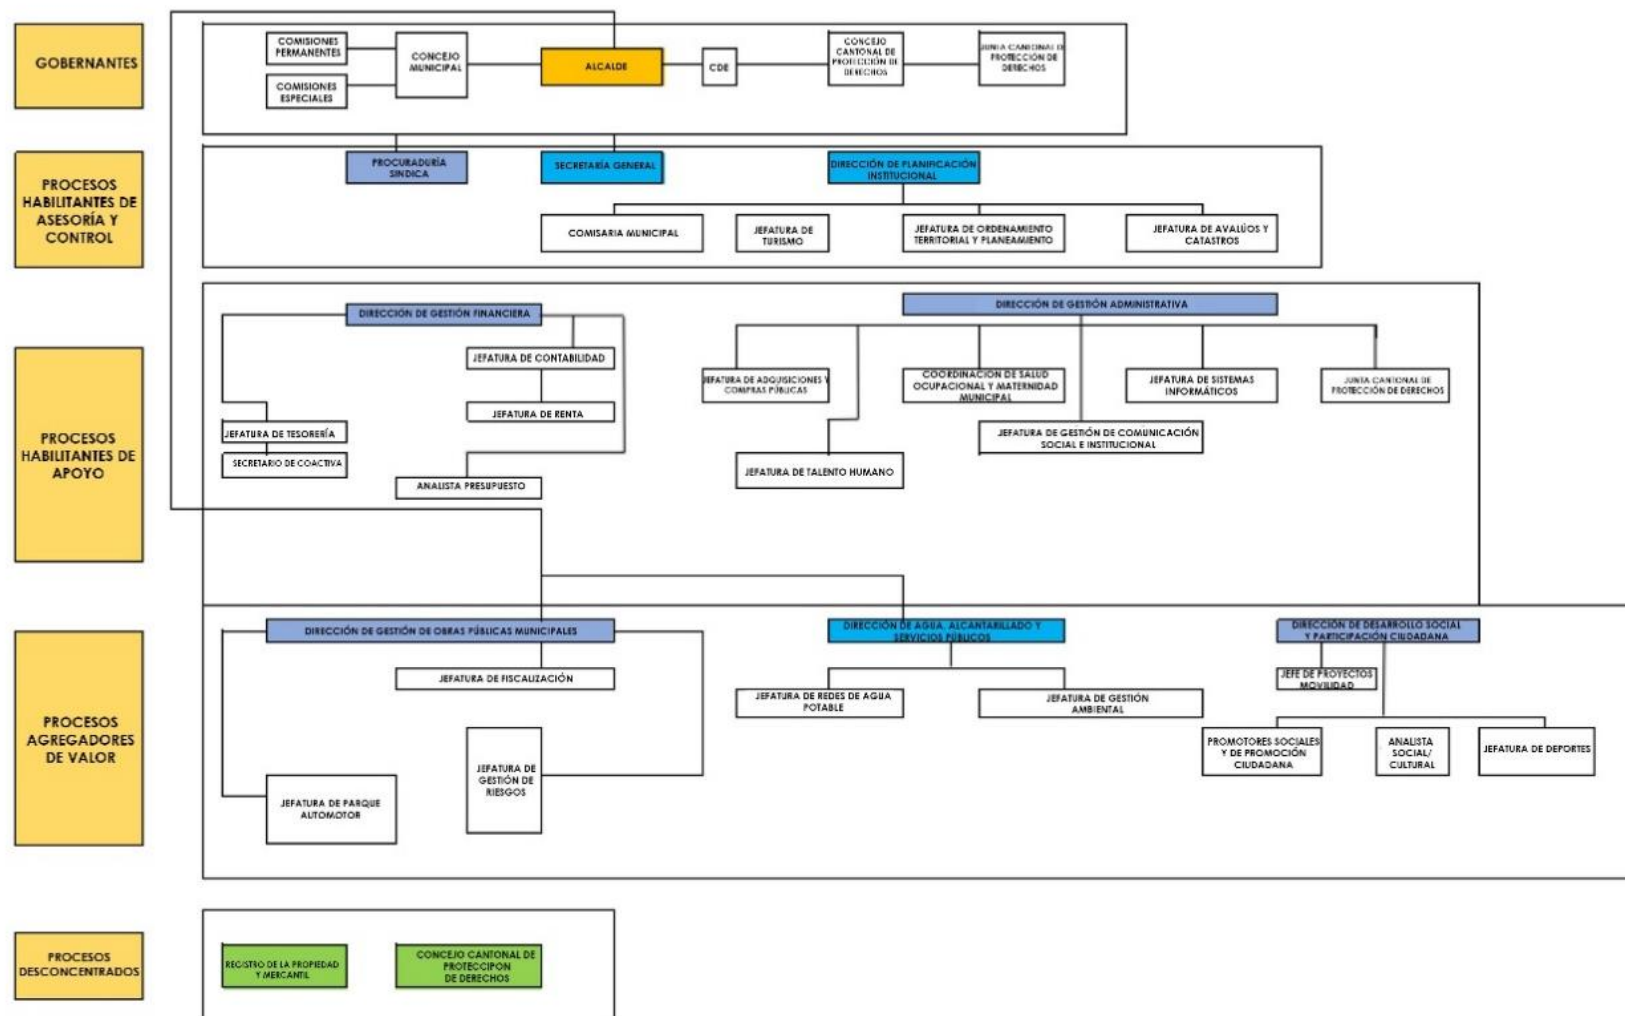 GOBERNANTES
COMISIONES
PERMANENTES
COMISIONES
ESPECIALES
CONCEJO
MUNICIPAL
ALCALDE
CDE
CONCEJO
CANTONAL DE
PROTECCIÓN DE
DERECHOS
JUNTA CANTONAL DE
PROTECCIÓN DE
DERECHOS
PROCESOS
HABILITANTES DE
ASESORÍA Y
CONTROL
PROCURADURÍA
SINDICA
SECRETARÍA GENERAL
DIRECCIÓN DE PLANIFICACIÓN
INSTITUCIONAL
COMISARIA MUNICIPAL
JEFATURA DE
TURISMO
JEFATURA DE ORDENAMIENTO
TERRITORIAL Y PLANEAMIENTO
JEFATURA DE AVALÚOS Y
CATASTROS
PROCESOS
HABILITANTES DE
APOYO
DIRECCIÓN DE GESTIÓN FINANCIERA
JEFATURA DE CONTABILIDAD
JEFATURA DE RENTA
JEFATURA DE TESORERÍA
SECRETARIO DE COACTIVA
ANALISTA PRESUPUESTO
DIRECCIÓN DE GESTIÓN ADMINISTRATIVA
JEFATURA DE ADQUISICIONES Y
COMPRAS PÚBLICAS
COORDINACION DE SALUD
OCUPACIONAL Y MATERNIDAD
MUNICIPAL
JEFATURA DE SISTEMAS
INFORMÁTICOS
JUNTA CANTONAL DE
PROTECCIÓN DE DERECHOS
JEFATURA DE GESTIÓN DE COMUNICACIÓN
SOCIAL E INSTITUCIONAL
JEFATURA DE TALENTO HUMANO
PROCESOS
AGREGADORES
DE VALOR
DIRECCIÓN DE GESTIÓN DE OBRAS PÚBLICAS MUNICIPALES
JEFATURA DE FISCALIZACIÓN
JEFATURA DE
GESTIÓN DE
RIESGOS
JEFATURA DE PARQUE
AUTOMOTOR
DIRECCIÓN DE AGUA, ALCANTARILLADO Y
SERVICIOS PÚBLICOS
JEFATURA DE REDES DE AGUA
POTABLE
JEFATURA DE GESTIÓN
AMBIENTAL
DIRECCIÓN DE DESARROLLO SOCIAL
Y PARTICIPACIÓN CIUDADANA
JEFE DE PROYECTOS
MOVILIDAD
PROMOTORES SOCIALES
Y DE PROMOCIÓN
CIUDADANA
ANALISTA
SOCIAL/
CULTURAL
JEFATURA DE DEPORTES
PROCESOS
DESCONCENTRADOS
REGISTRO DE LA PROPIEDAD
Y MERCANTIL
CONCEJO CANTONAL DE
PROTECCIPON
DE DERECHOS